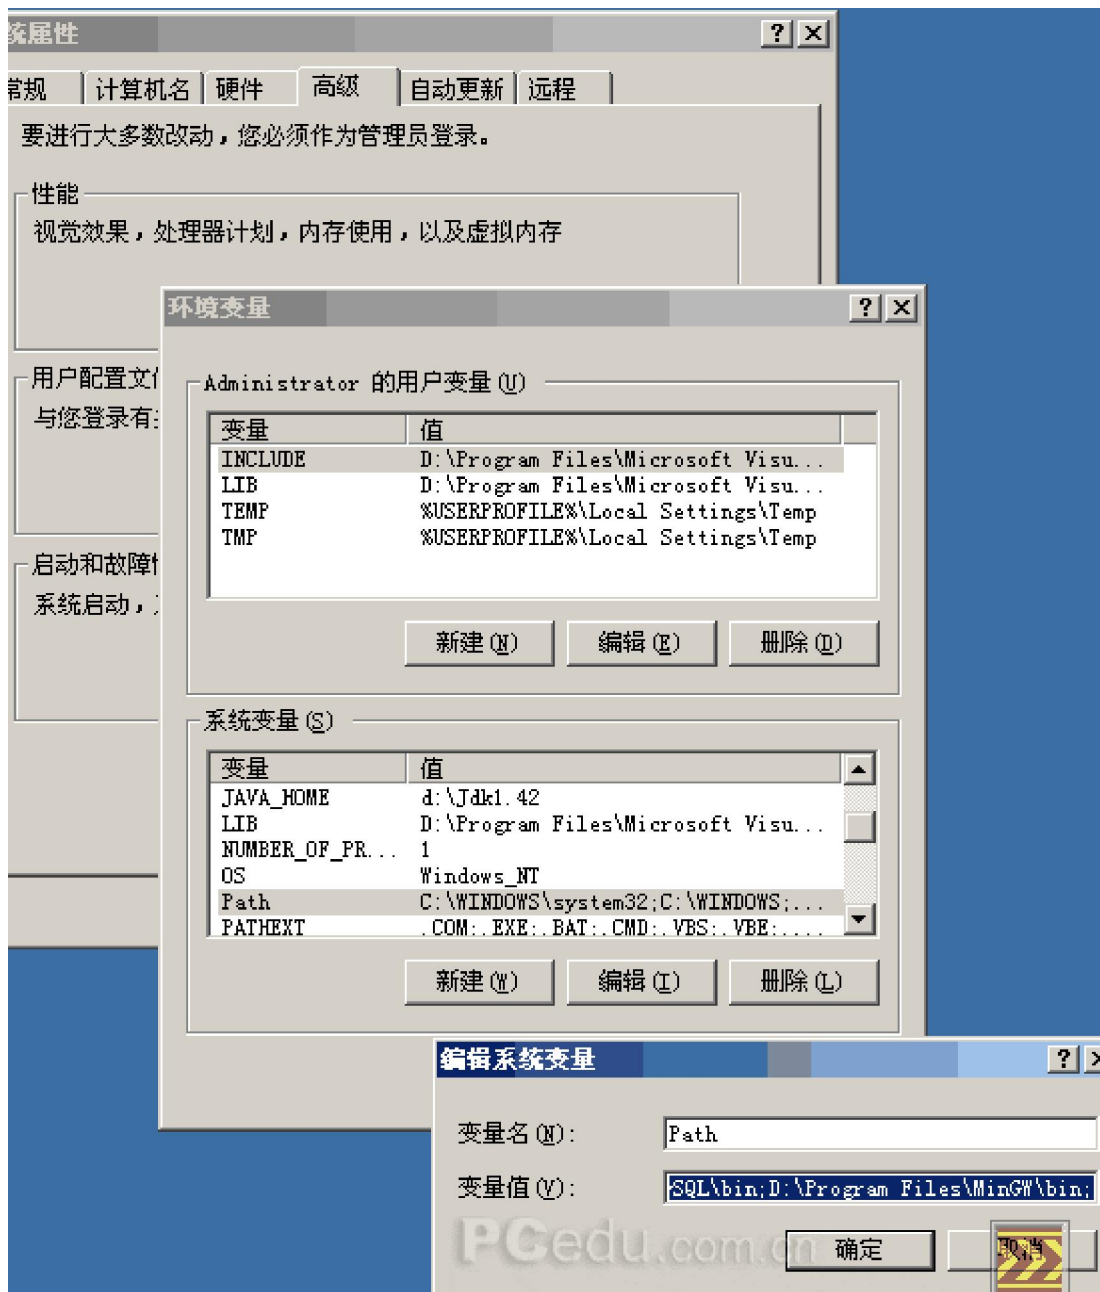 统属性
常规 计算机名 硬件 高级 自动更新 远程
要进行大多数改动，您必须作为管理员登录。
性能
视觉效果，处理器计划，内存使用，以及虚拟内存
环境变量
用户配置文件
与您登录有
Administrator 的用户变量(U)
变量 值
INCLUDE D:\Program Files\Microsoft Visu...
LIB D:\Program Files\Microsoft Visu...
TEMP %USERPROFILE%\Local Settings\Temp
TMP %USERPROFILE%\Local Settings\Temp
启动和故障
系统启动，
新建(N) 编辑(E) 删除(D)
系统变量(S)
变量 值
JAVA_HOME d:\Jdk1.42
LIB D:\Program Files\Microsoft Visu...
NUMBER_OF_PR... 1
OS Windows_NT
Path C:\WINDOWS\system32;C:\WINDOWS;...
PATHEXT .COM;.EXE;.BAT;.CMD;.VBS;.VBE;....
新建(W) 编辑(I) 删除(L)
编辑系统变量
变量名(N): Path
变量值(V): SQL\bin;D:\Program Files\MinGW\bin;
PCedu.com.cn
确定 取消